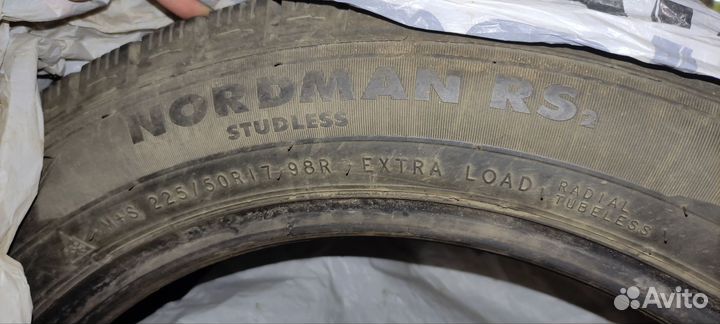 NORDMAN RS2
STUDLESS
M+S 225/50R17 98R EXTRA LOAD RADIAL
TUBELESS
Avito